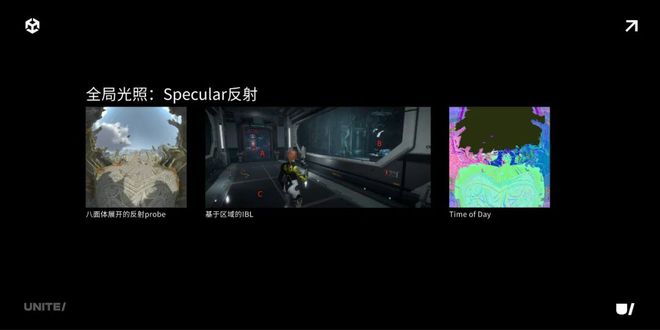 全局光照：Specular反射
A
B
C
八面体展开的反射probe
基于区域的IBL
Time of Day
UNITE/
U/